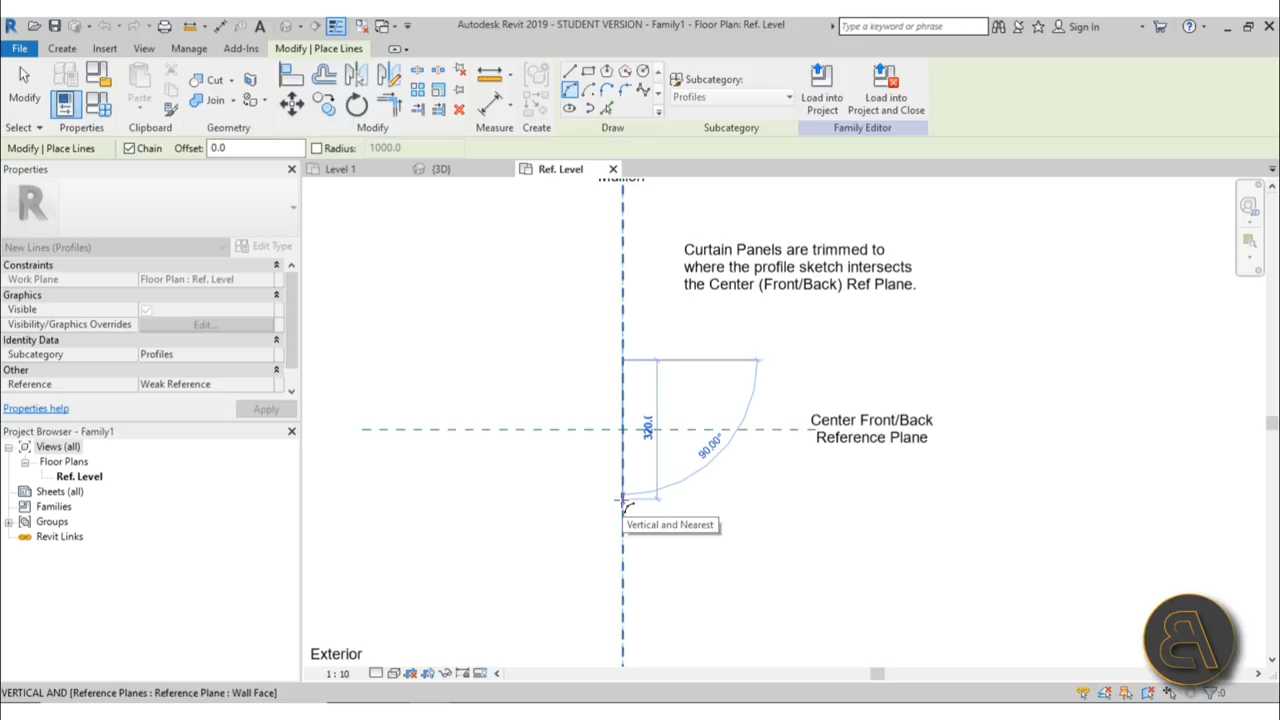 Autodesk Revit 2019 - STUDENT VERSION - Family1 - Floor Plan: Ref. Level
Type a keyword or phrase
Sign In
File
Create
Insert
View
Manage
Add-Ins
Modify | Place Lines
Modify
Paste
Cut
Join
Subcategory:
Profiles
Load into
Project
Load into
Project and Close
Select
Properties
Clipboard
Geometry
Modify
Measure
Create
Draw
Subcategory
Family Editor
Modify | Place Lines
Chain
Offset:
0.0
Radius:
1000.0
Properties
Level 1
{3D}
Ref. Level
New Lines (Profiles)
Edit Type
Constraints
Work Plane
Floor Plan : Ref. Level
Graphics
Visible
Visibility/Graphics Overrides
Edit...
Identity Data
Subcategory
Profiles
Other
Reference
Weak Reference
Properties help
Apply
Project Browser - Family1
Views (all)
Floor Plans
Ref. Level
Sheets (all)
Families
Groups
Revit Links
Mullion
Curtain Panels are trimmed to
where the profile sketch intersects
the Center (Front/Back) Ref Plane.
90.00°
Center Front/Back
Reference Plane
Vertical and Nearest
Exterior
1 : 10
VERTICAL AND [Reference Planes : Reference Plane : Wall Face]
:0